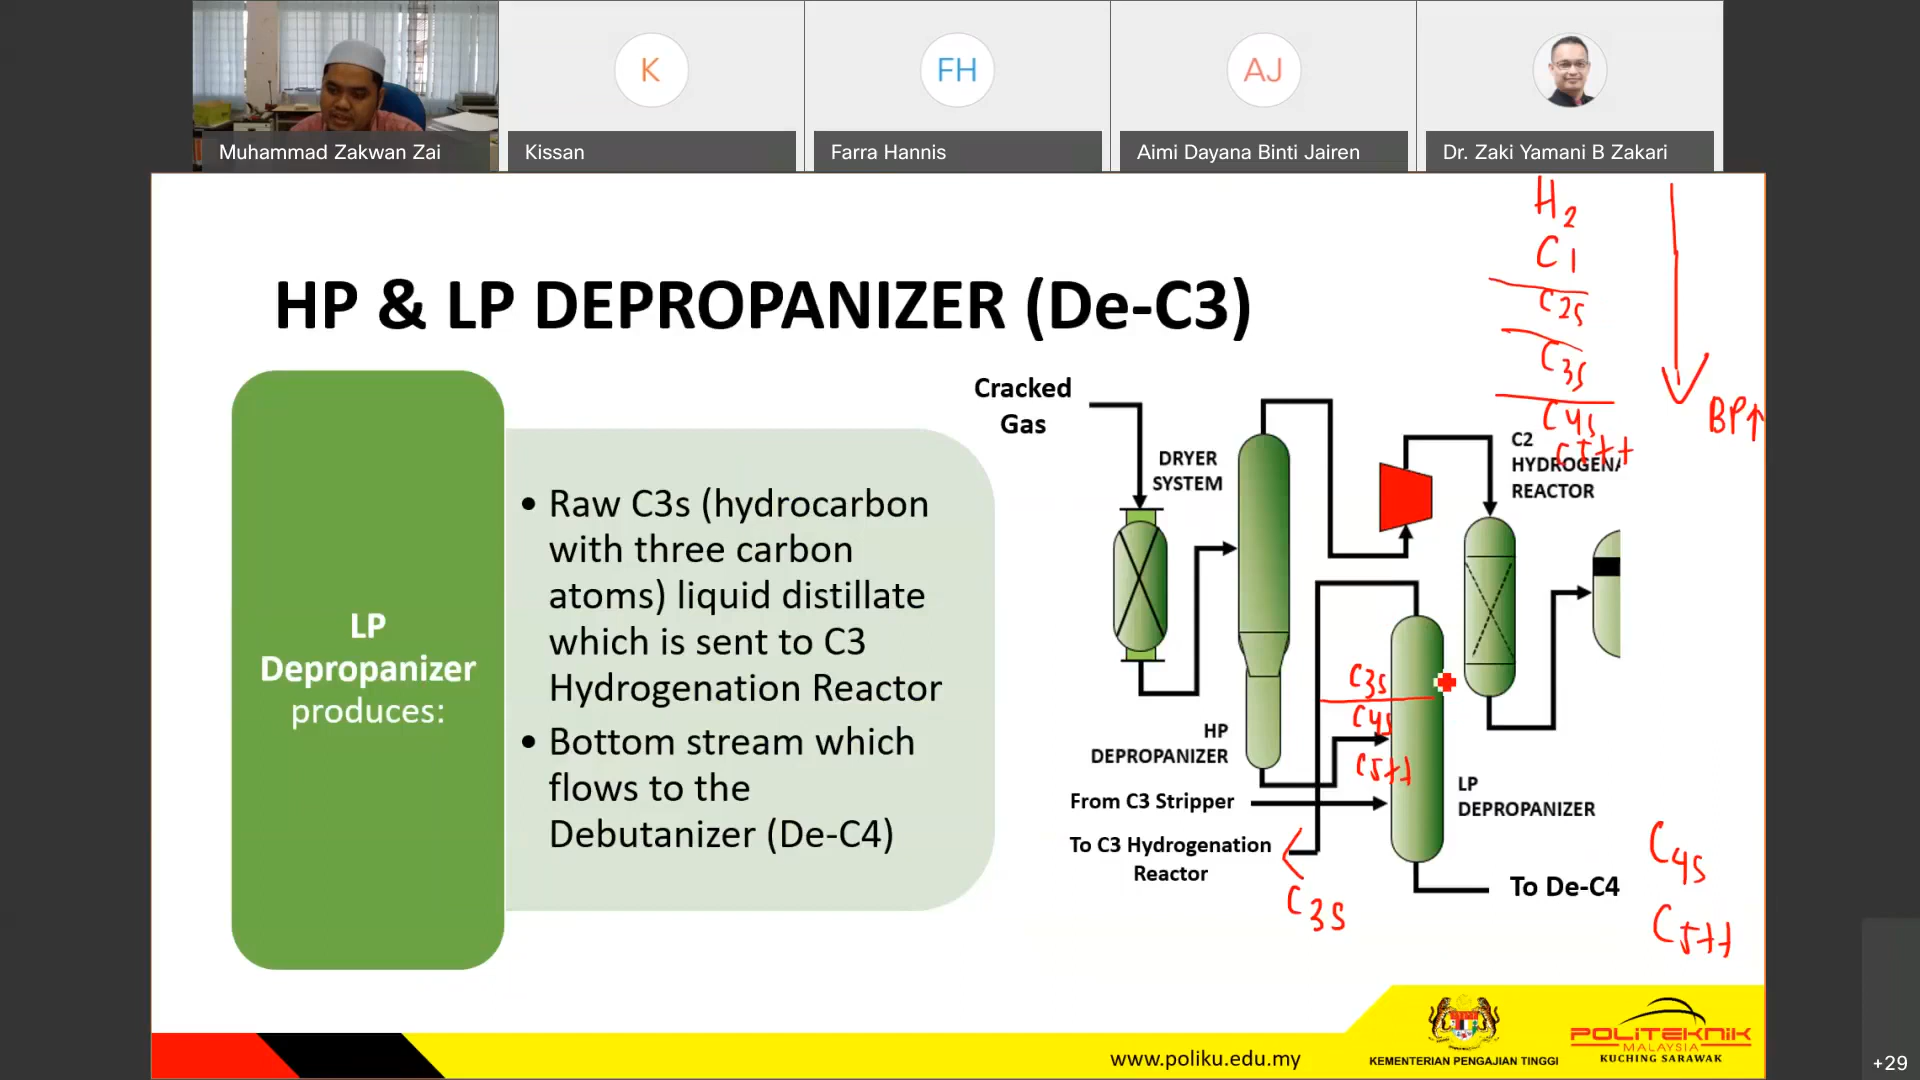 K
FH
AJ
Muhammad Zakwan Zai
Kissan
Farra Hannis
Aimi Dayana Binti Jairen
Dr. Zaki Yamani B Zakari
H2
C1
C2s
C3s
C4s
C5++
BP↑
HP & LP DEPROPANIZER (De-C3)
LP
Depropanizer
produces:
• Raw C3s (hydrocarbon
with three carbon
atoms) liquid distillate
which is sent to C3
Hydrogenation Reactor
• Bottom stream which
flows to the
Debutanizer (De-C4)
Cracked
Gas
DRYER
SYSTEM
C2
HYDROGENA
REACTOR
C3s
C4s
C5++
HP
DEPROPANIZER
LP
DEPROPANIZER
From C3 Stripper
To C3 Hydrogenation
Reactor
C3s
To De-C4
C4s
C5++
www.poliku.edu.my
KEMENTERIAN PENGAJIAN TINGGI
POLITEKNIK
MALAYSIA
KUCHING SARAWAK
+29